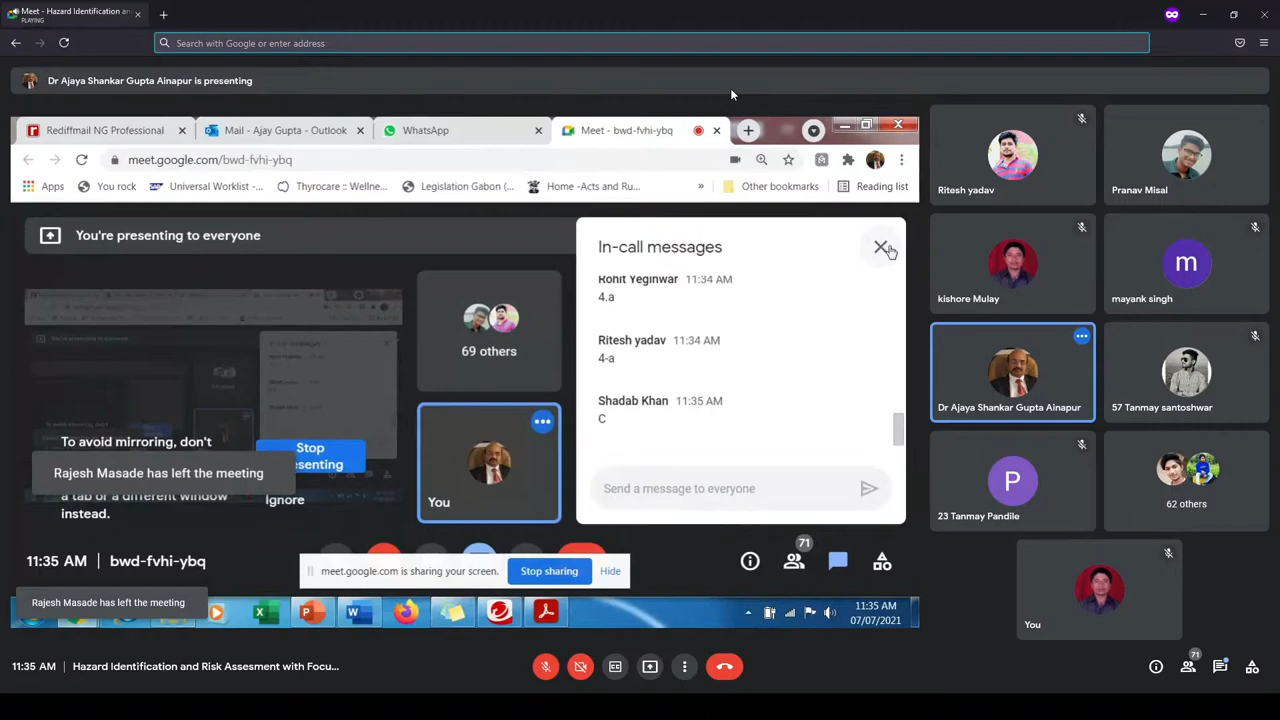 Meet - Hazard Identification an
PLAYING
Search with Google or enter address
Dr Ajaya Shankar Gupta Ainapur is presenting
Rediffmail NG Professional
Mail - Ajay Gupta - Outlook
WhatsApp
Meet - bwd-fvhi-ybq
meet.google.com/bwd-fvhi-ybq
Apps
You rock
Universal Worklist -...
Thyrocare :: Wellne...
Legislation Gabon (...
Home -Acts and Ru...
»
Other bookmarks
Reading list
You're presenting to everyone
69 others
You
To avoid mirroring, don't
a tab or a different window
instead.
Stop
esenting
Ignore
Rajesh Masade has left the meeting
In-call messages
Rohit Yeginwar 11:34 AM
4.a
Ritesh yadav 11:34 AM
4-a
Shadab Khan 11:35 AM
C
Send a message to everyone
11:35 AM | bwd-fvhi-ybq
71
meet.google.com is sharing your screen.
Stop sharing
Hide
Rajesh Masade has left the meeting
11:35 AM
07/07/2021
Ritesh yadav
Pranav Misal
kishore Mulay
m
mayank singh
Dr Ajaya Shankar Gupta Ainapur
57 Tanmay santoshwar
P
23 Tanmay Pandile
62 others
You
11:35 AM | Hazard Identification and Risk Assesment with Focu...
71